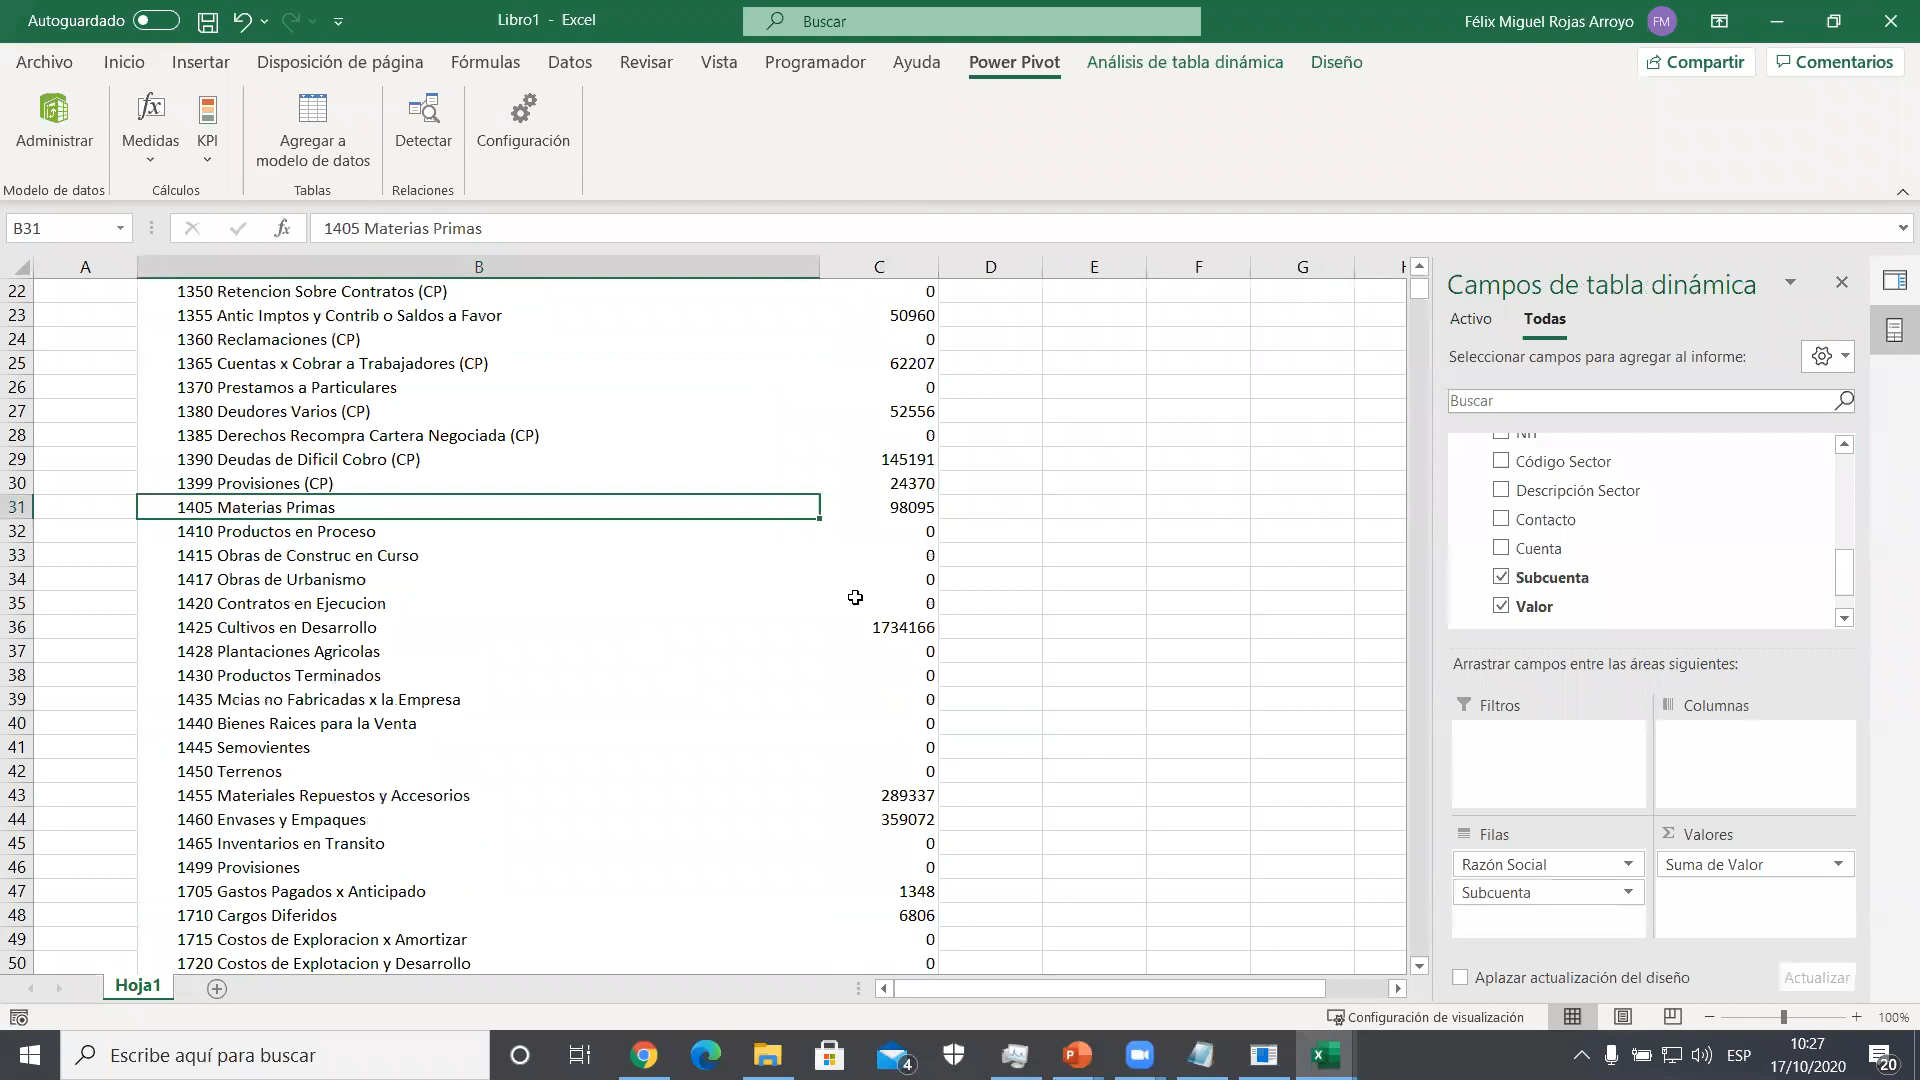 Autoguardado
Libro1 - Excel
Buscar
Félix Miguel Rojas Arroyo
FM
Archivo Inicio Insertar Disposición de página Fórmulas Datos Revisar Vista Programador Ayuda Power Pivot Análisis de tabla dinámica Diseño
Compartir
Comentarios
Administrar
Medidas
KPI
Agregar a
modelo de datos
Detectar
Configuración
Modelo de datos
Cálculos
Tablas
Relaciones
B31
fx
1405 Materias Primas
A B C D E F G
22 1350 Retencion Sobre Contratos (CP) 0
23 1355 Antic Imptos y Contrib o Saldos a Favor 50960
24 1360 Reclamaciones (CP) 0
25 1365 Cuentas x Cobrar a Trabajadores (CP) 62207
26 1370 Prestamos a Particulares 0
27 1380 Deudores Varios (CP) 52556
28 1385 Derechos Recompra Cartera Negociada (CP) 0
29 1390 Deudas de Dificil Cobro (CP) 145191
30 1399 Provisiones (CP) 24370
31 1405 Materias Primas 98095
32 1410 Productos en Proceso 0
33 1415 Obras de Construc en Curso 0
34 1417 Obras de Urbanismo 0
35 1420 Contratos en Ejecucion 0
36 1425 Cultivos en Desarrollo 1734166
37 1428 Plantaciones Agricolas 0
38 1430 Productos Terminados 0
39 1435 Mcias no Fabricadas x la Empresa 0
40 1440 Bienes Raices para la Venta 0
41 1445 Semovientes 0
42 1450 Terrenos 0
43 1455 Materiales Repuestos y Accesorios 289337
44 1460 Envases y Empaques 359072
45 1465 Inventarios en Transito 0
46 1499 Provisiones 0
47 1705 Gastos Pagados x Anticipado 1348
48 1710 Cargos Diferidos 6806
49 1715 Costos de Exploracion x Amortizar 0
50 1720 Costos de Explotacion y Desarrollo 0
Campos de tabla dinámica
Activo Todas
Seleccionar campos para agregar al informe:
Buscar
Código Sector
Descripción Sector
Contacto
Cuenta
Subcuenta
Valor
Arrastrar campos entre las áreas siguientes:
Filtros
Columnas
Filas
Σ Valores
Razón Social
Suma de Valor
Subcuenta
Aplazar actualización del diseño
Actualizar
Hoja1
Configuración de visualización
100%
Escribe aquí para buscar
4
ESP
10:27
17/10/2020
20